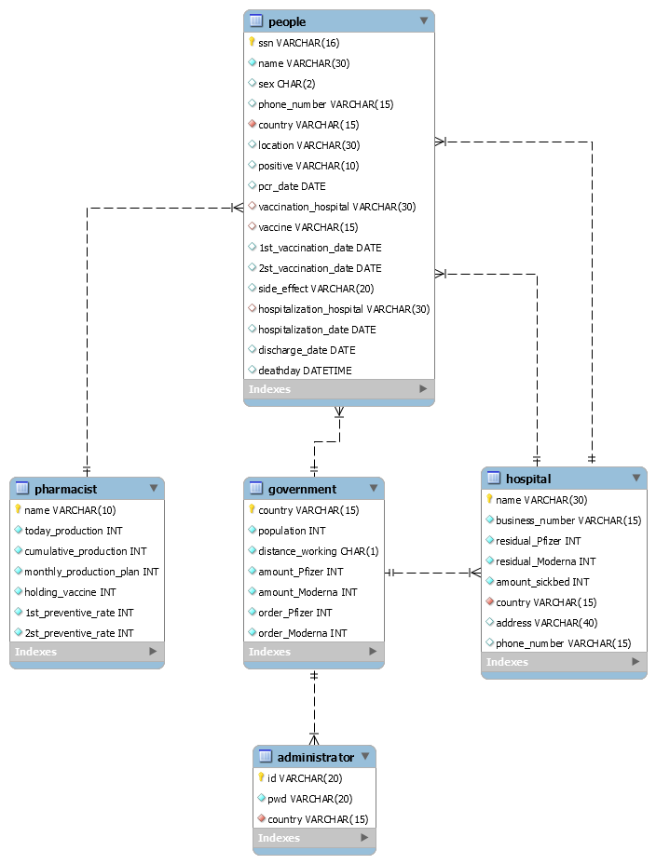 people
ssn VARCHAR(16)
name VARCHAR(30)
sex CHAR(2)
phone_number VARCHAR(15)
country VARCHAR(15)
location VARCHAR(30)
positive VARCHAR(10)
pcr_date DATE
vaccination_hospital VARCHAR(30)
vaccine VARCHAR(15)
1st_vaccination_date DATE
2st_vaccination_date DATE
side_effect VARCHAR(20)
hospitalization_hospital VARCHAR(30)
hospitalization_date DATE
discharge_date DATE
deathday DATETIME
Indexes
pharmacist
name VARCHAR(10)
today_production INT
cumulative_production INT
monthly_production_plan INT
holding_vaccine INT
1st_preventive_rate INT
2st_preventive_rate INT
Indexes
government
country VARCHAR(15)
population INT
distance_working CHAR(1)
amount_Pfizer INT
amount_Moderna INT
order_Pfizer INT
order_Moderna INT
Indexes
hospital
name VARCHAR(30)
business_number VARCHAR(15)
residual_Pfizer INT
residual_Moderna INT
amount_sickbed INT
country VARCHAR(15)
address VARCHAR(40)
phone_number VARCHAR(15)
Indexes
administrator
id VARCHAR(20)
pwd VARCHAR(20)
country VARCHAR(15)
Indexes